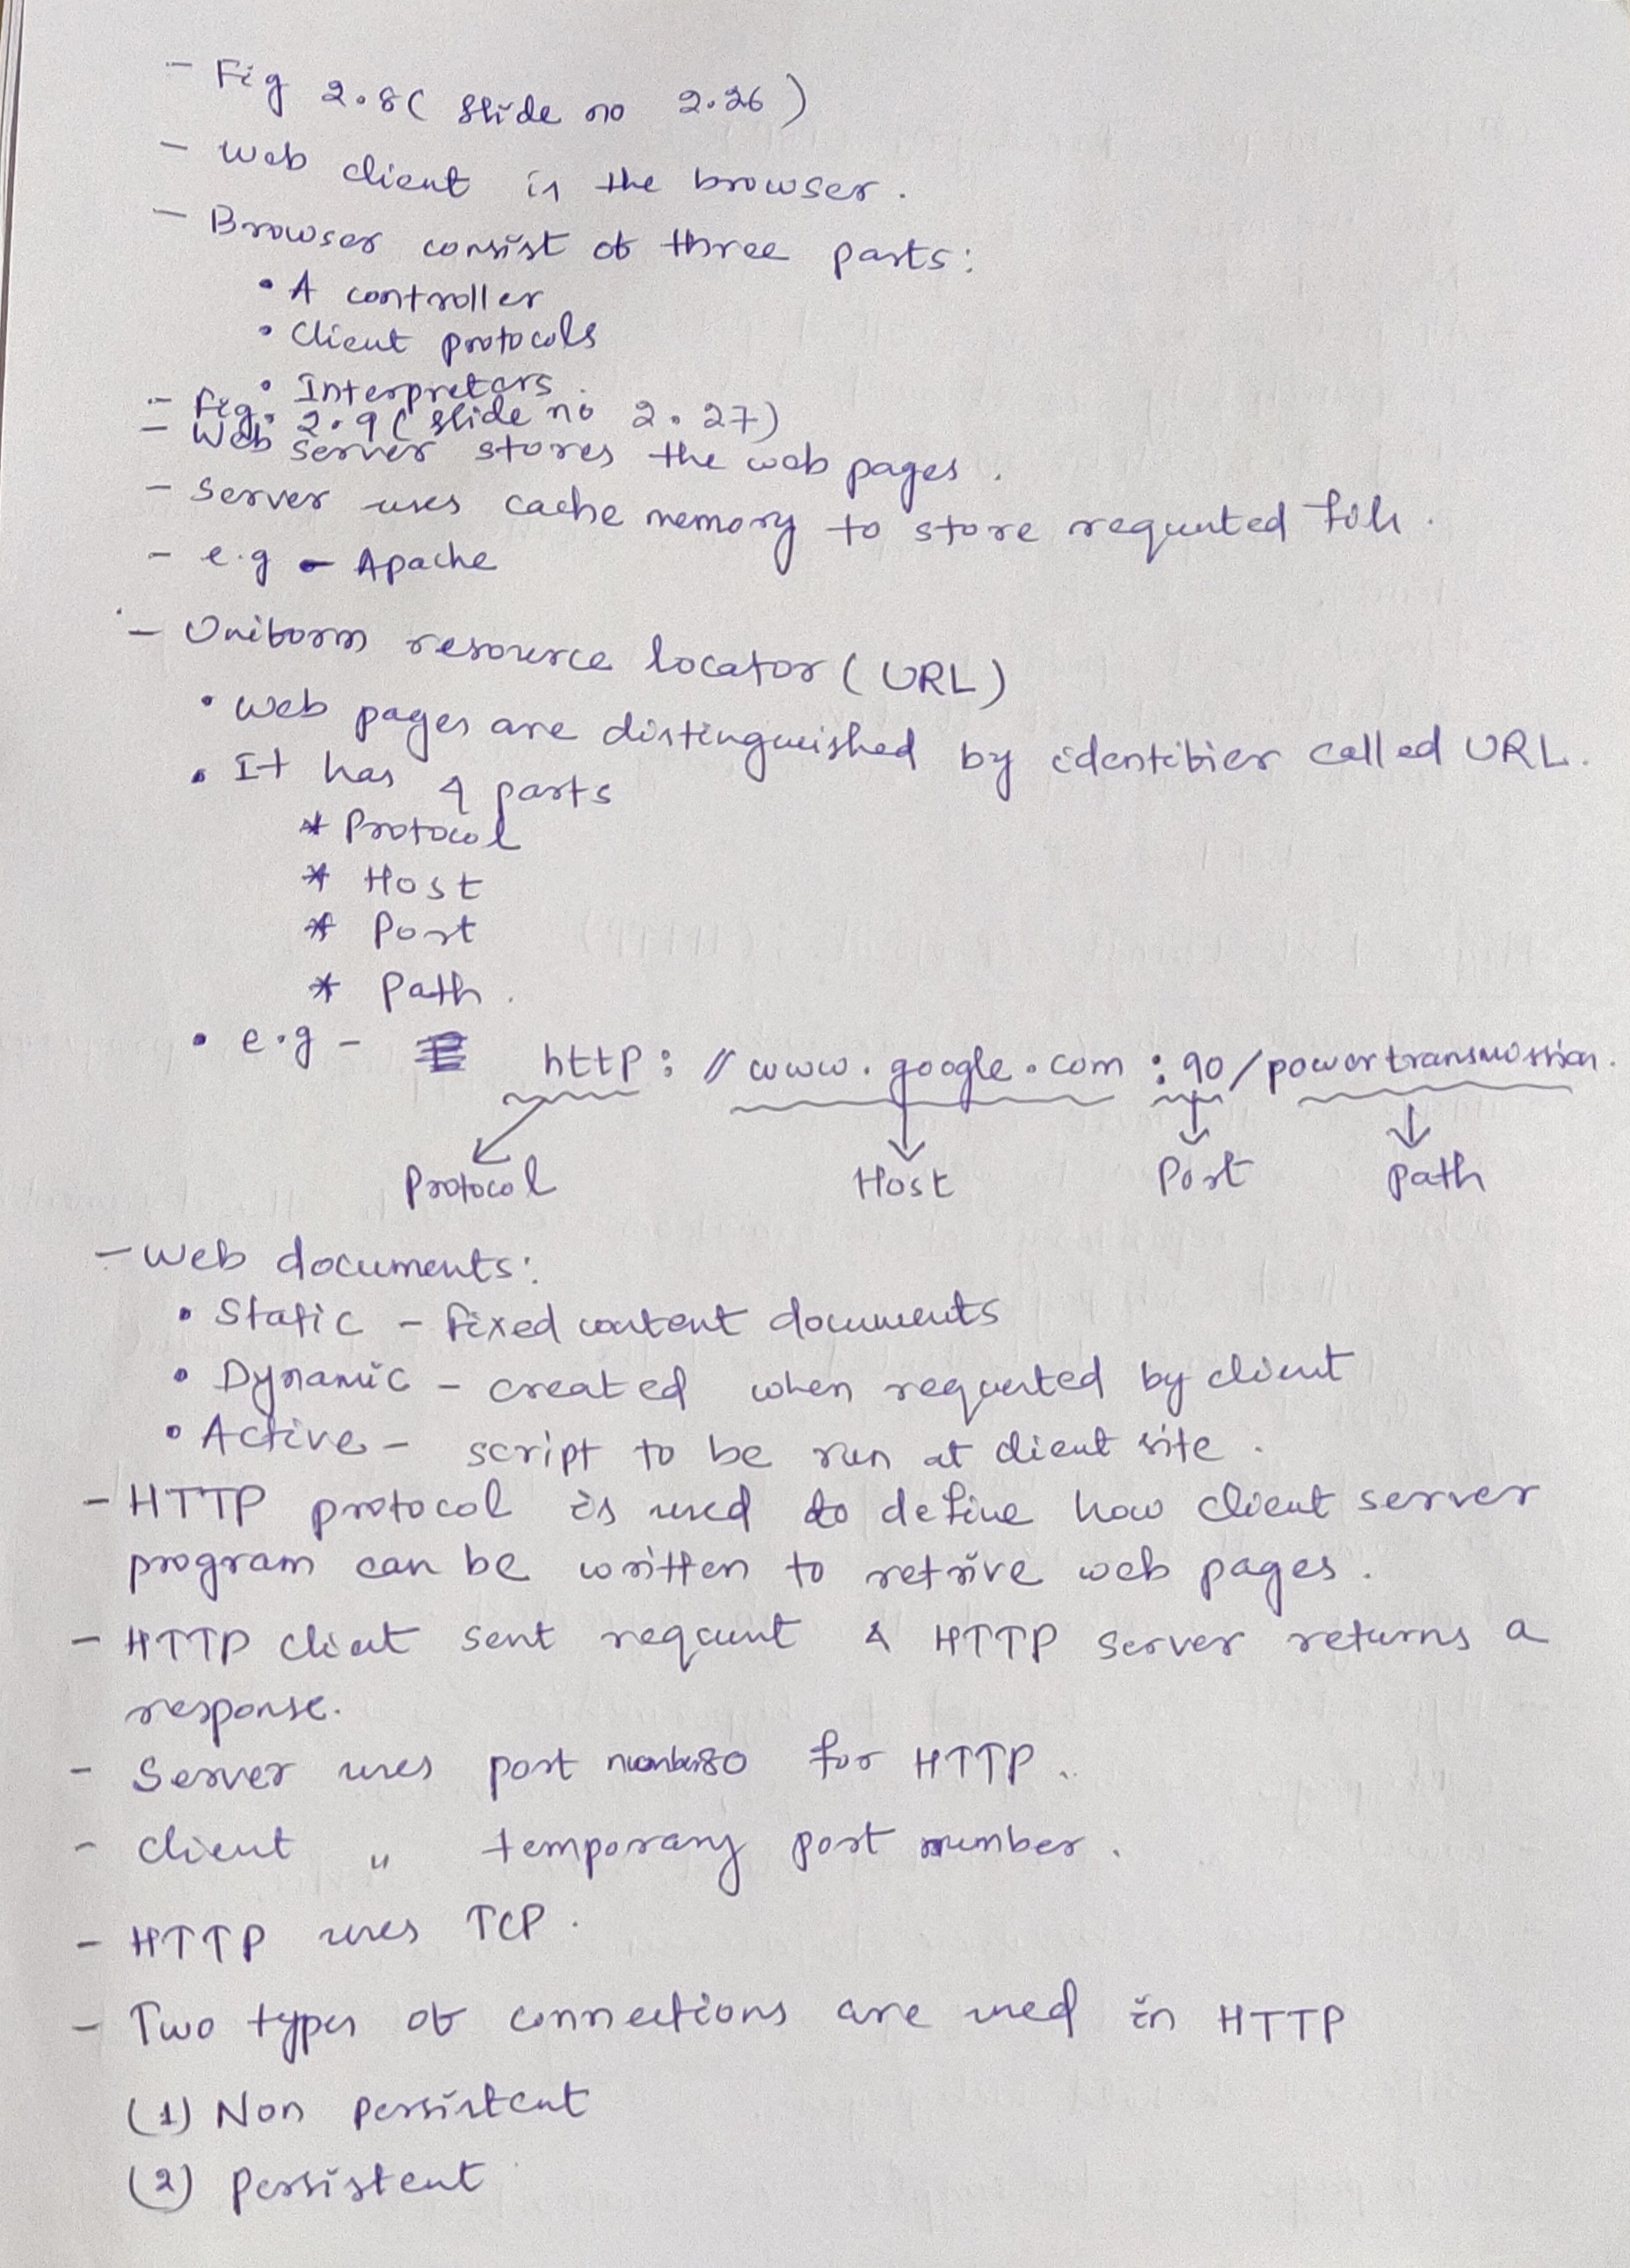 - Fig 2.8 ( slide no 2.26 )
- Web client is the browser.
- Browser consist of three parts:
• A controller
• Client protocols
• Interpreters.
- Fig. 2.9 ( slide no 2.27)
- Web server stores the web pages.
- Server uses cache memory to store requested file.
- e.g - Apache
- Uniform resource locator ( URL )
• Web pages are distinguished by identifier called URL.
• It has 4 parts
* Protocol
* Host
* Port
* Path.
• e.g - http: // www.google.com : 90 / powertransmission.
Protocol Host Port Path
- Web documents:
• Static - fixed content documents
• Dynamic - created when requested by client
• Active - script to be run at client site.
- HTTP protocol is used to define how client server
program can be written to retrive web pages.
- HTTP client sent request & HTTP server returns a
response.
- Server uses port number 80 for HTTP.
- Client " temporary port number.
- HTTP uses TCP.
- Two types of connections are used in HTTP
(1) Non persistent
(2) Persistent